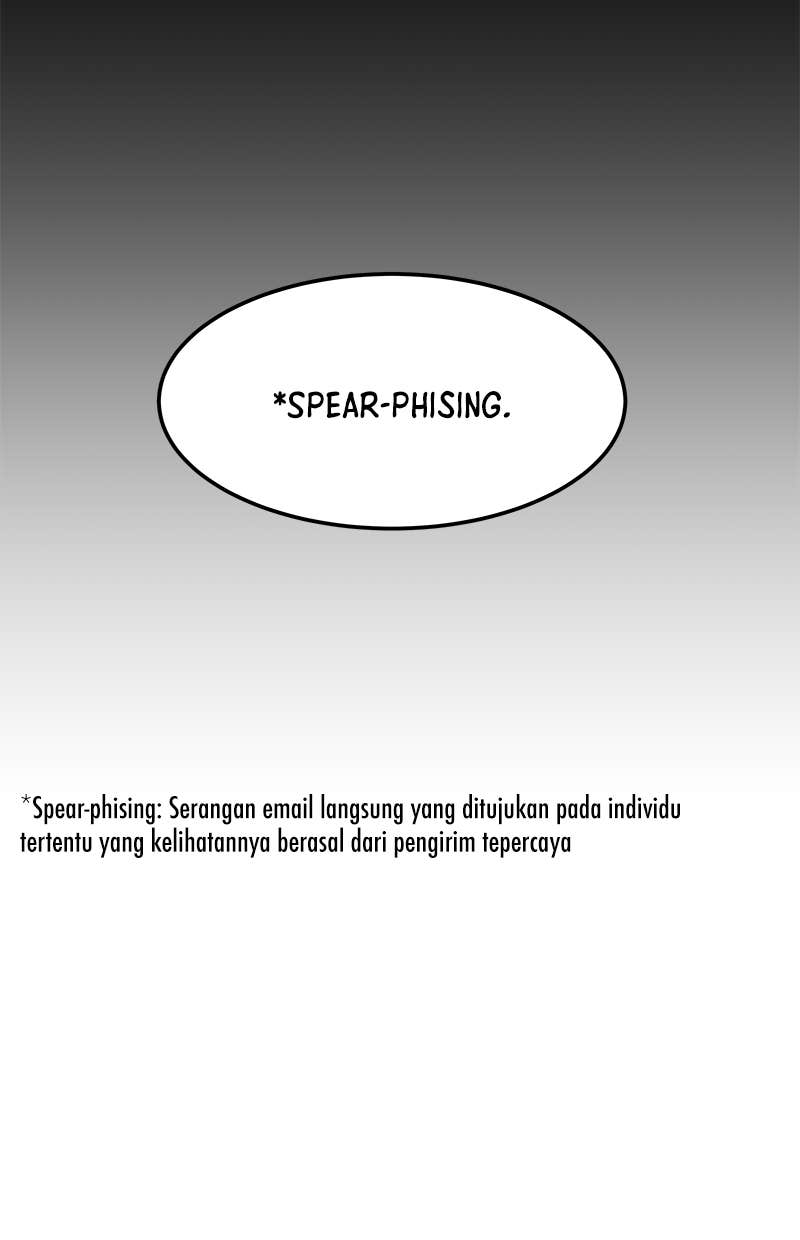 *SPEAR-PHISING.
*Spear-phising: Serangan email langsung yang ditujukan pada individu
tertentu yang kelihatannya berasal dari pengirim tepercaya